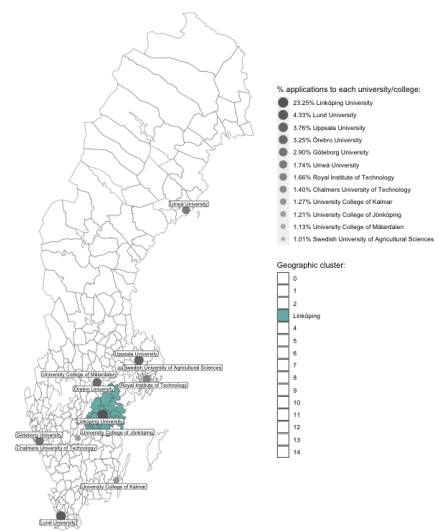 % applications to each university/college:
23.25% Linköping University
4.33% Lund University
3.76% Uppsala University
3.25% Örebro University
2.90% Göteborg University
1.74% Umeå University
1.66% Royal Institute of Technology
1.40% Chalmers University of Technology
1.27% University College of Kalmar
1.21% University College of Jönköping
1.13% University College of Mälardalen
1.01% Swedish University of Agricultural Sciences
Umeå University
Geographic cluster:
0
1
2
Linköping
4
5
6
7
8
9
10
11
12
13
14
Uppsala University
Swedish University of Agricultural Sciences
University College of Mälardalen
Royal Institute of Technology
Örebro University
Linköping University
University College of Jönköping
Göteborg University
Chalmers University of Technology
University College of Kalmar
Lund University